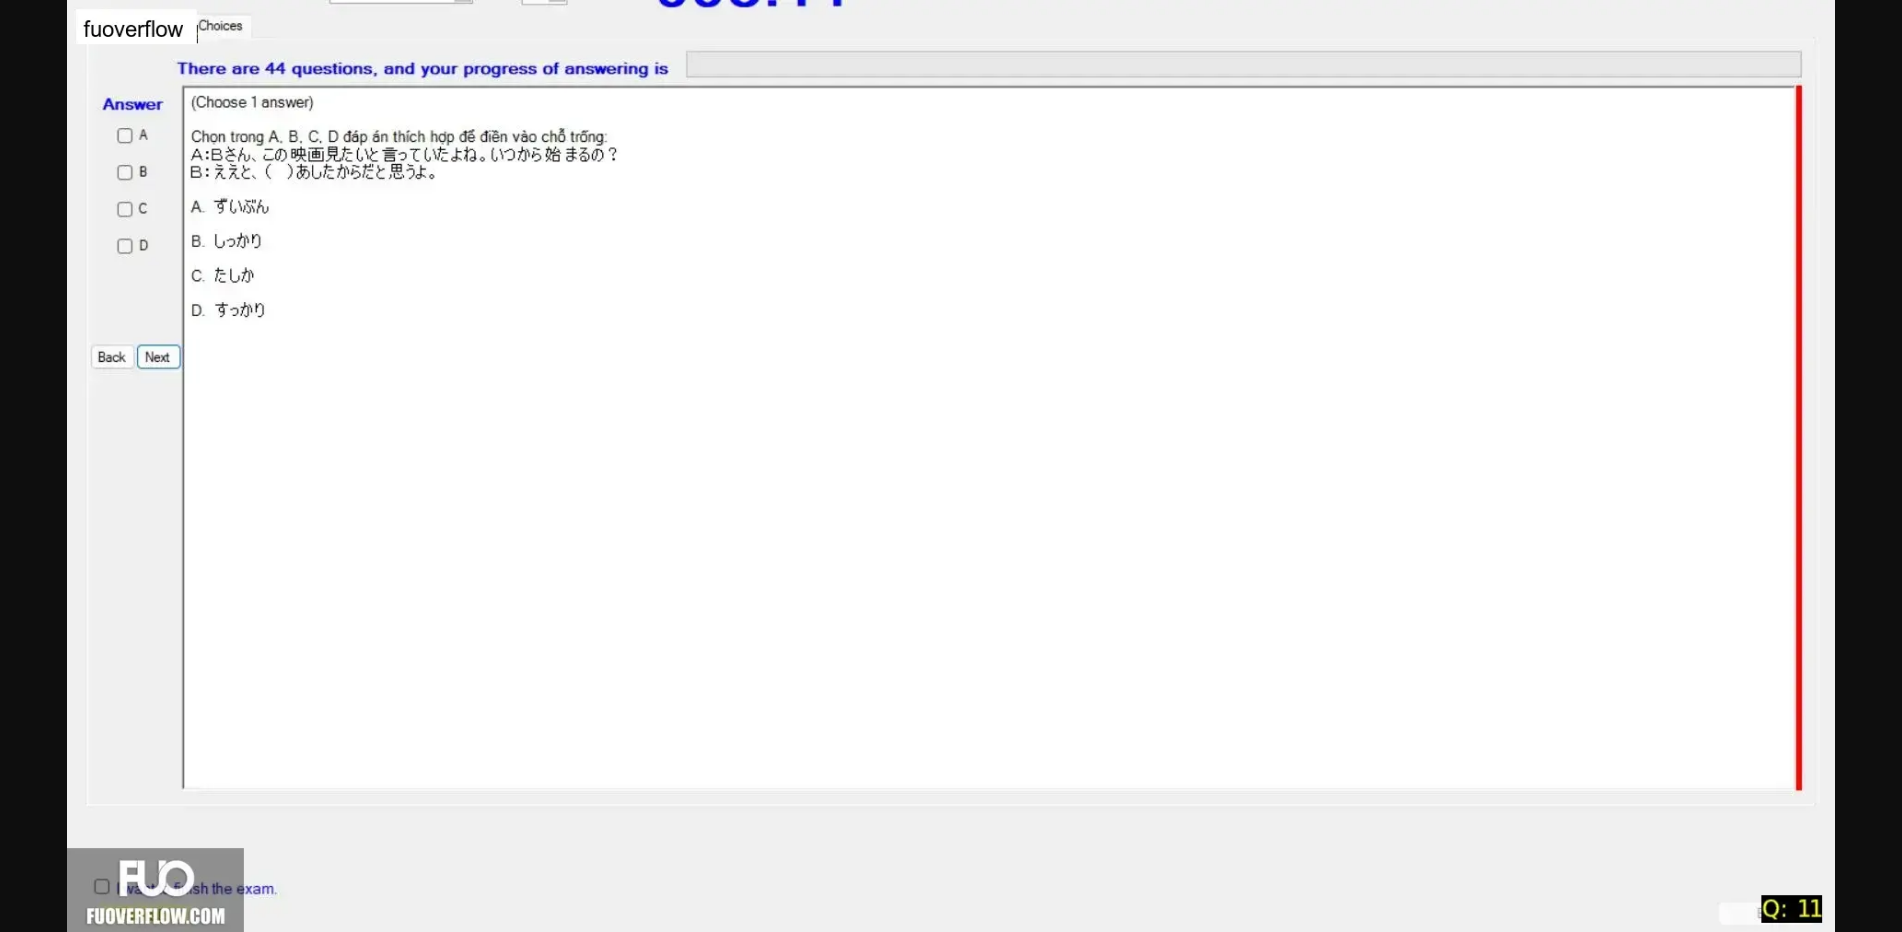 fuoverflow
Choices
There are 44 questions, and your progress of answering is
Answer
(Choose 1 answer)
A
B
C
D
Chọn trong A, B, C, D đáp án thích hợp để điền vào chỗ trống:
A:Bさん、この映画見たいと言っていたよね。いつから始まるの？
B:ええと、(　)あしたからだと思うよ。
A. ずいぶん
B. しっかり
C. たしか
D. すっかり
Back
Next
FUO
finish the exam.
FUOVERFLOW.COM
Q: 11